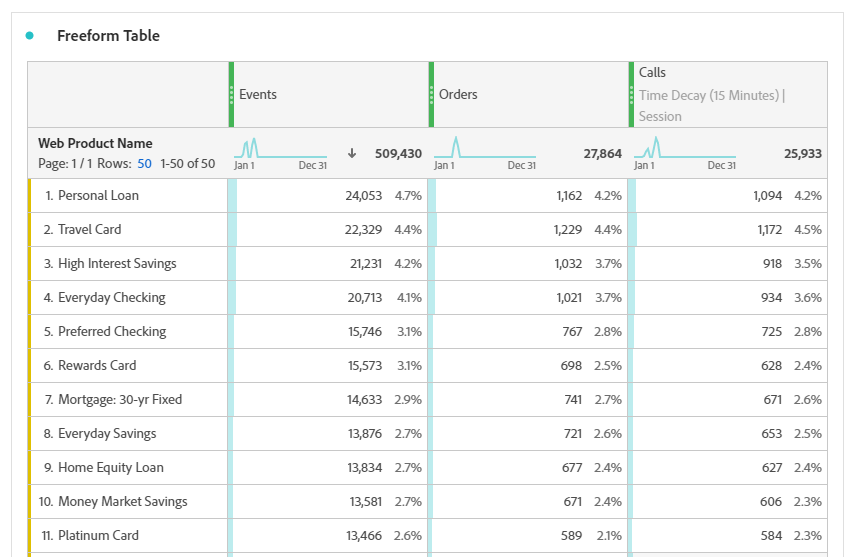 Freeform Table
Events
Orders
Calls
Time Decay (15 Minutes) |
Session
Web Product Name
Page: 1 / 1 Rows: 50 1-50 of 50
Jan 1 Dec 31 509,430
Jan 1 Dec 31 27,864
Jan 1 Dec 31 25,933
1. Personal Loan 24,053 4.7% 1,162 4.2% 1,094 4.2%
2. Travel Card 22,329 4.4% 1,229 4.4% 1,172 4.5%
3. High Interest Savings 21,231 4.2% 1,032 3.7% 918 3.5%
4. Everyday Checking 20,713 4.1% 1,021 3.7% 934 3.6%
5. Preferred Checking 15,746 3.1% 767 2.8% 725 2.8%
6. Rewards Card 15,573 3.1% 698 2.5% 628 2.4%
7. Mortgage: 30-yr Fixed 14,633 2.9% 741 2.7% 671 2.6%
8. Everyday Savings 13,876 2.7% 721 2.6% 653 2.5%
9. Home Equity Loan 13,834 2.7% 677 2.4% 627 2.4%
10. Money Market Savings 13,581 2.7% 671 2.4% 606 2.3%
11. Platinum Card 13,466 2.6% 589 2.1% 584 2.3%